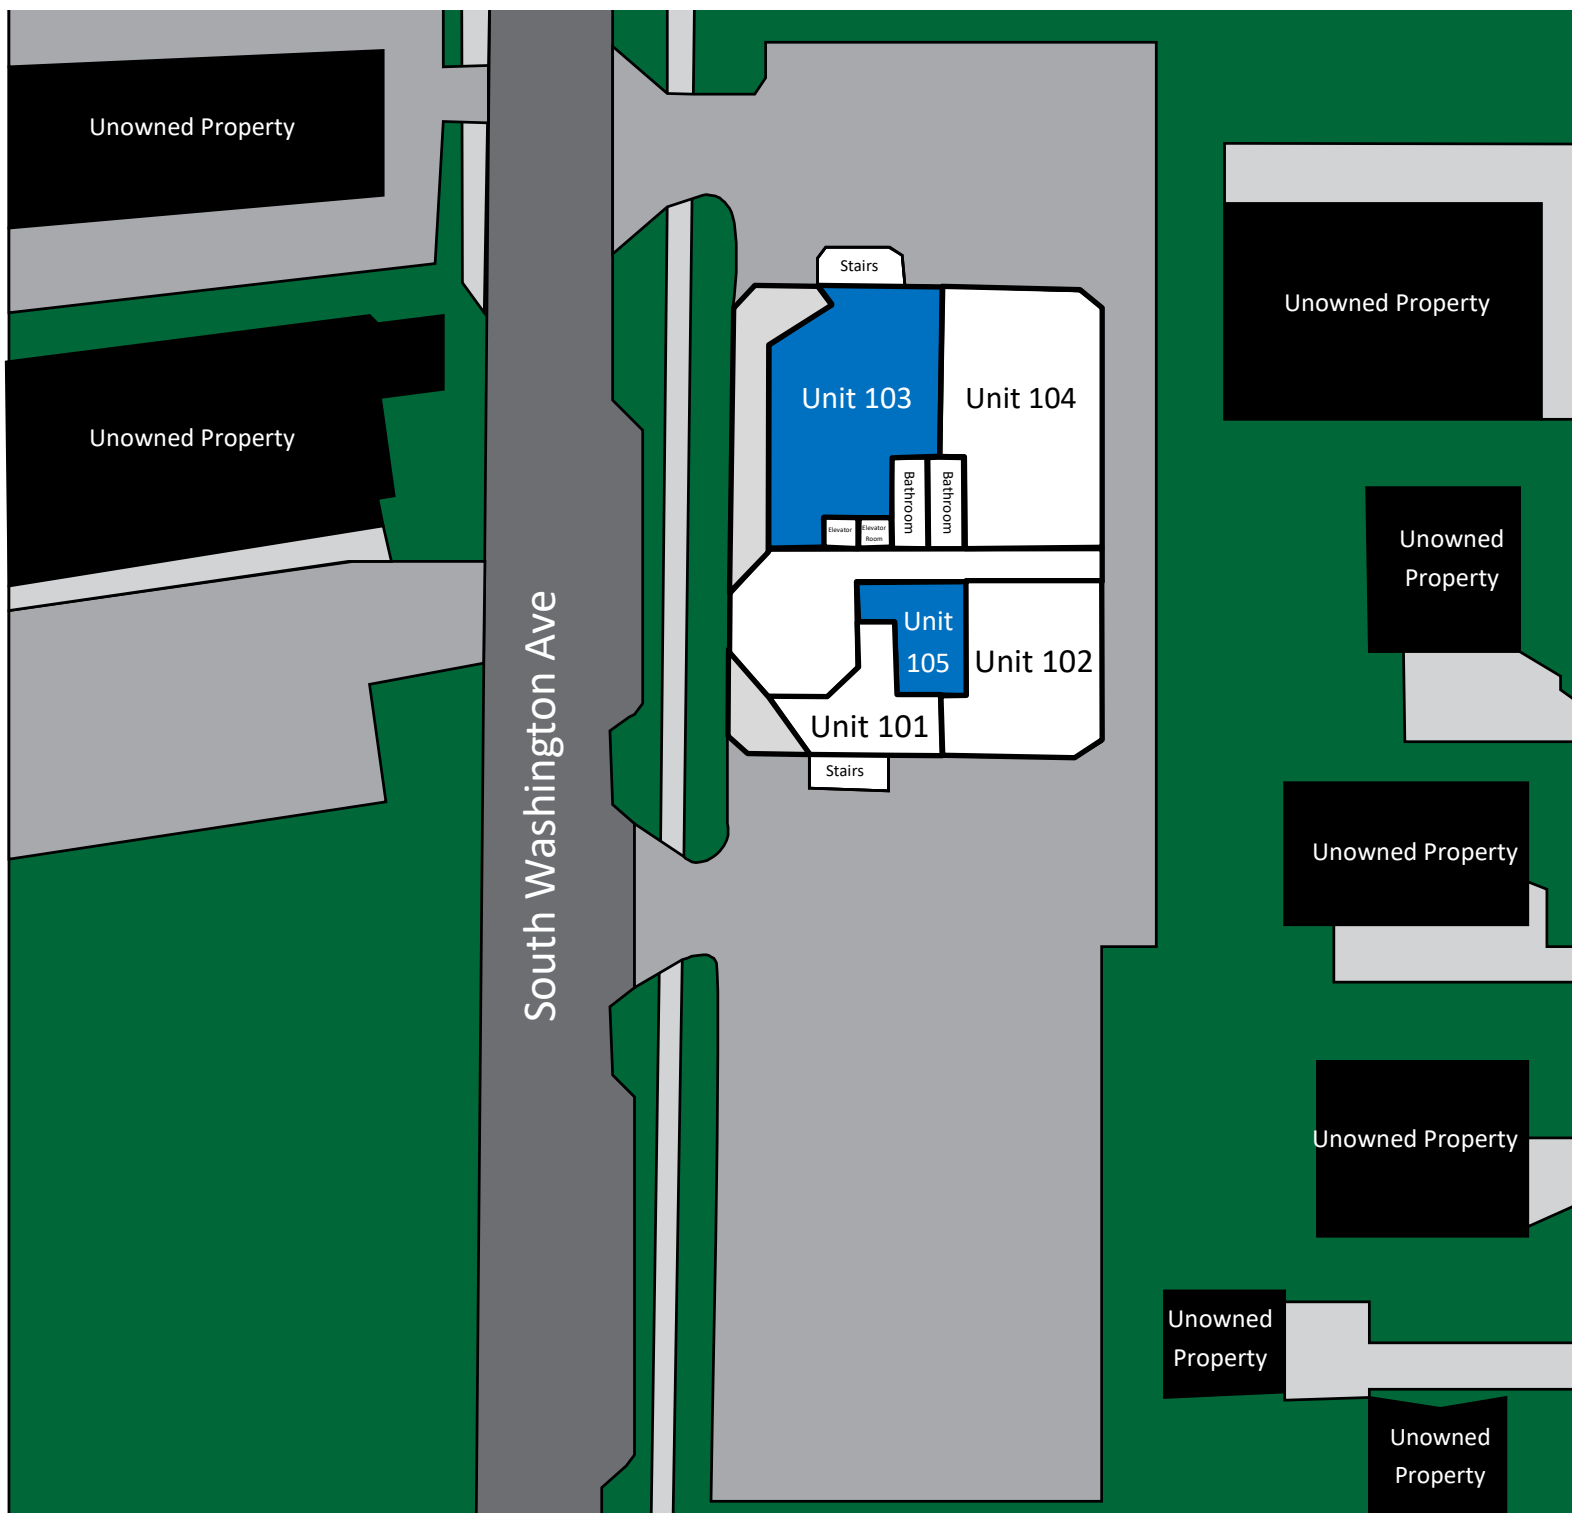 Unowned Property
Unowned Property
Stairs
Unit 103
Unit 104
Bathroom
Bathroom
Elevator
Elevator
Room
Unit
105
Unit 102
Unit 101
Stairs
South Washington Ave
Unowned Property
Unowned
Property
Unowned Property
Unowned Property
Unowned
Property
Unowned
Property